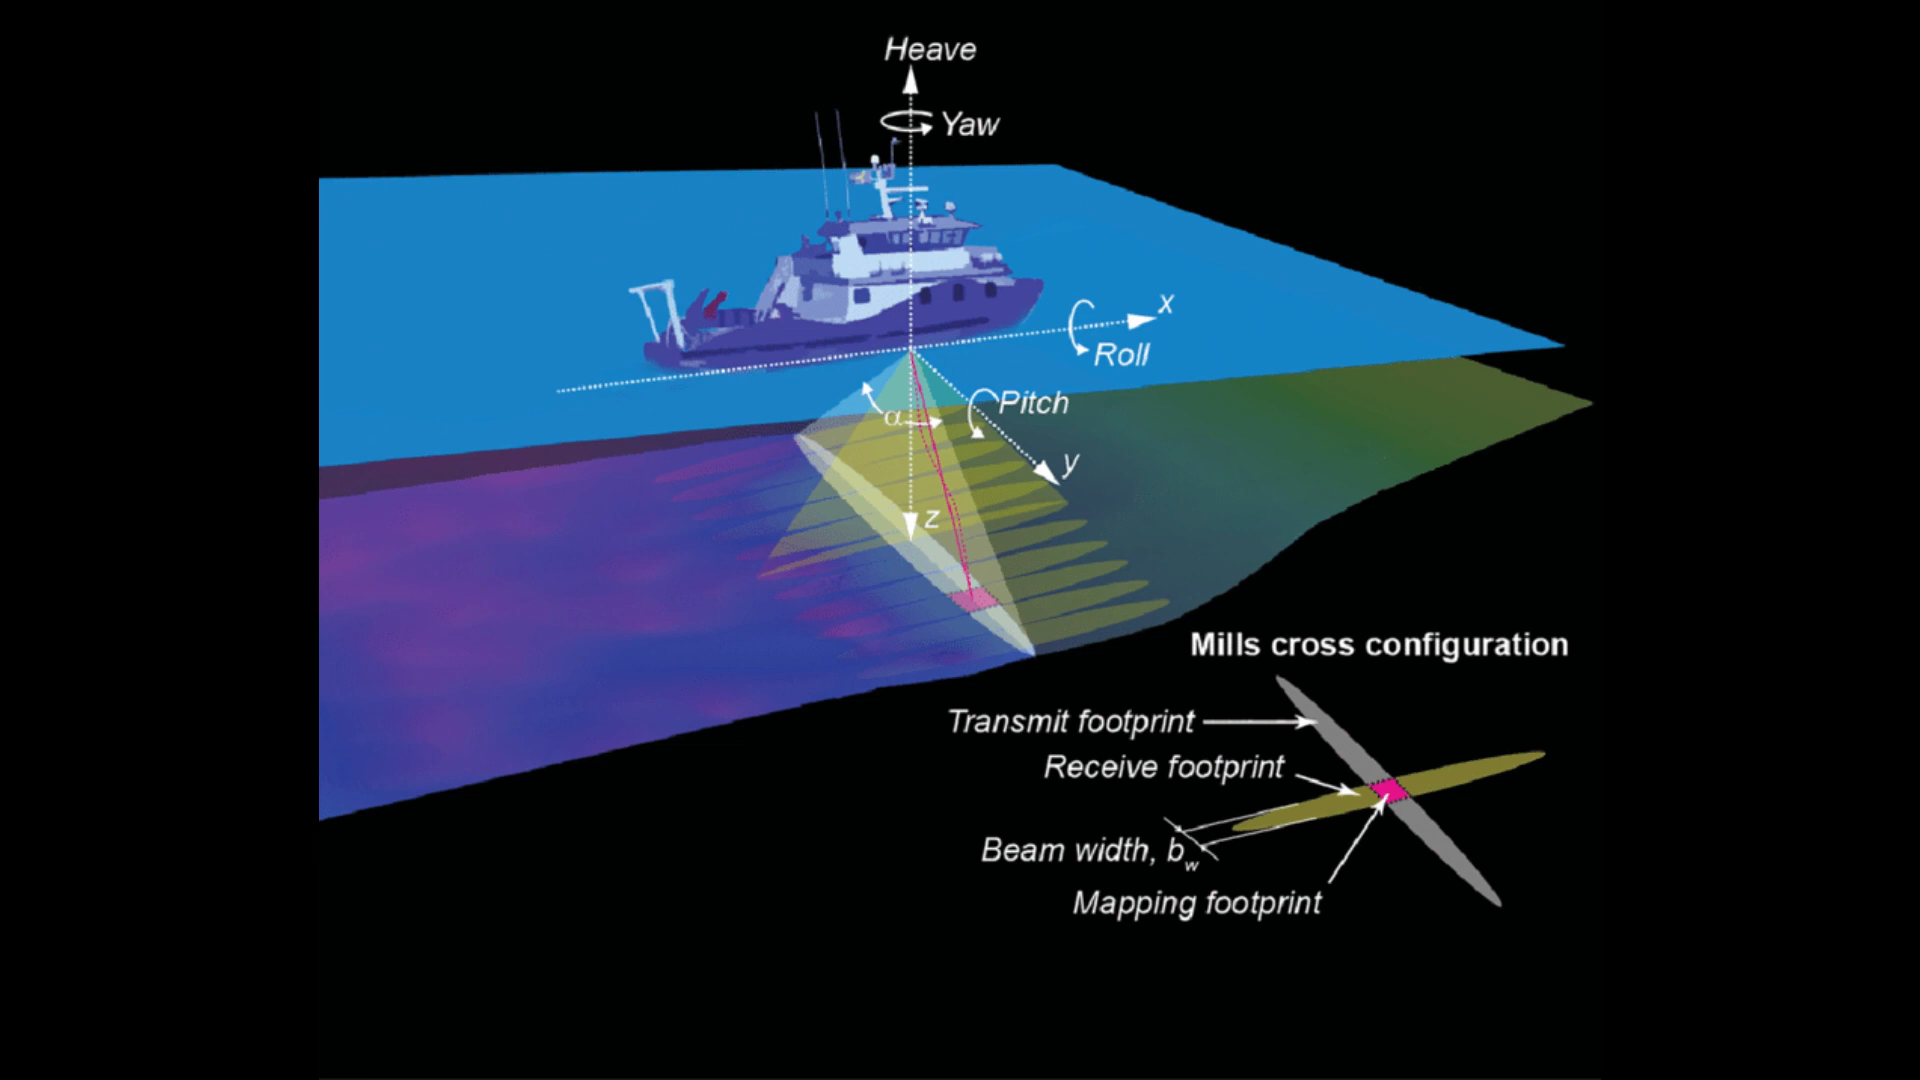 Heave
Yaw
x
Roll
Pitch
α
y
z
Mills cross configuration
Transmit footprint
Receive footprint
Beam width, bw
Mapping footprint